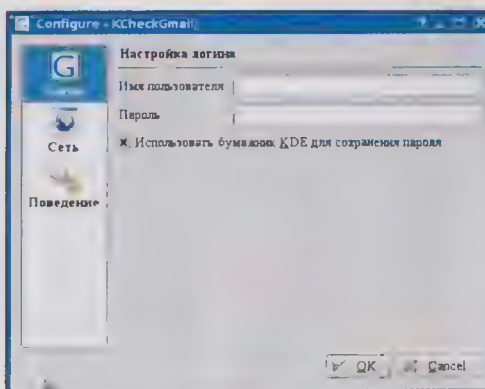 Configure - KCheckGmail
Настройка логина
Имя пользователя
Пароль
Использовать бумажник KDE для сохранения пароля
Сеть
Поведение
OK
Cancel